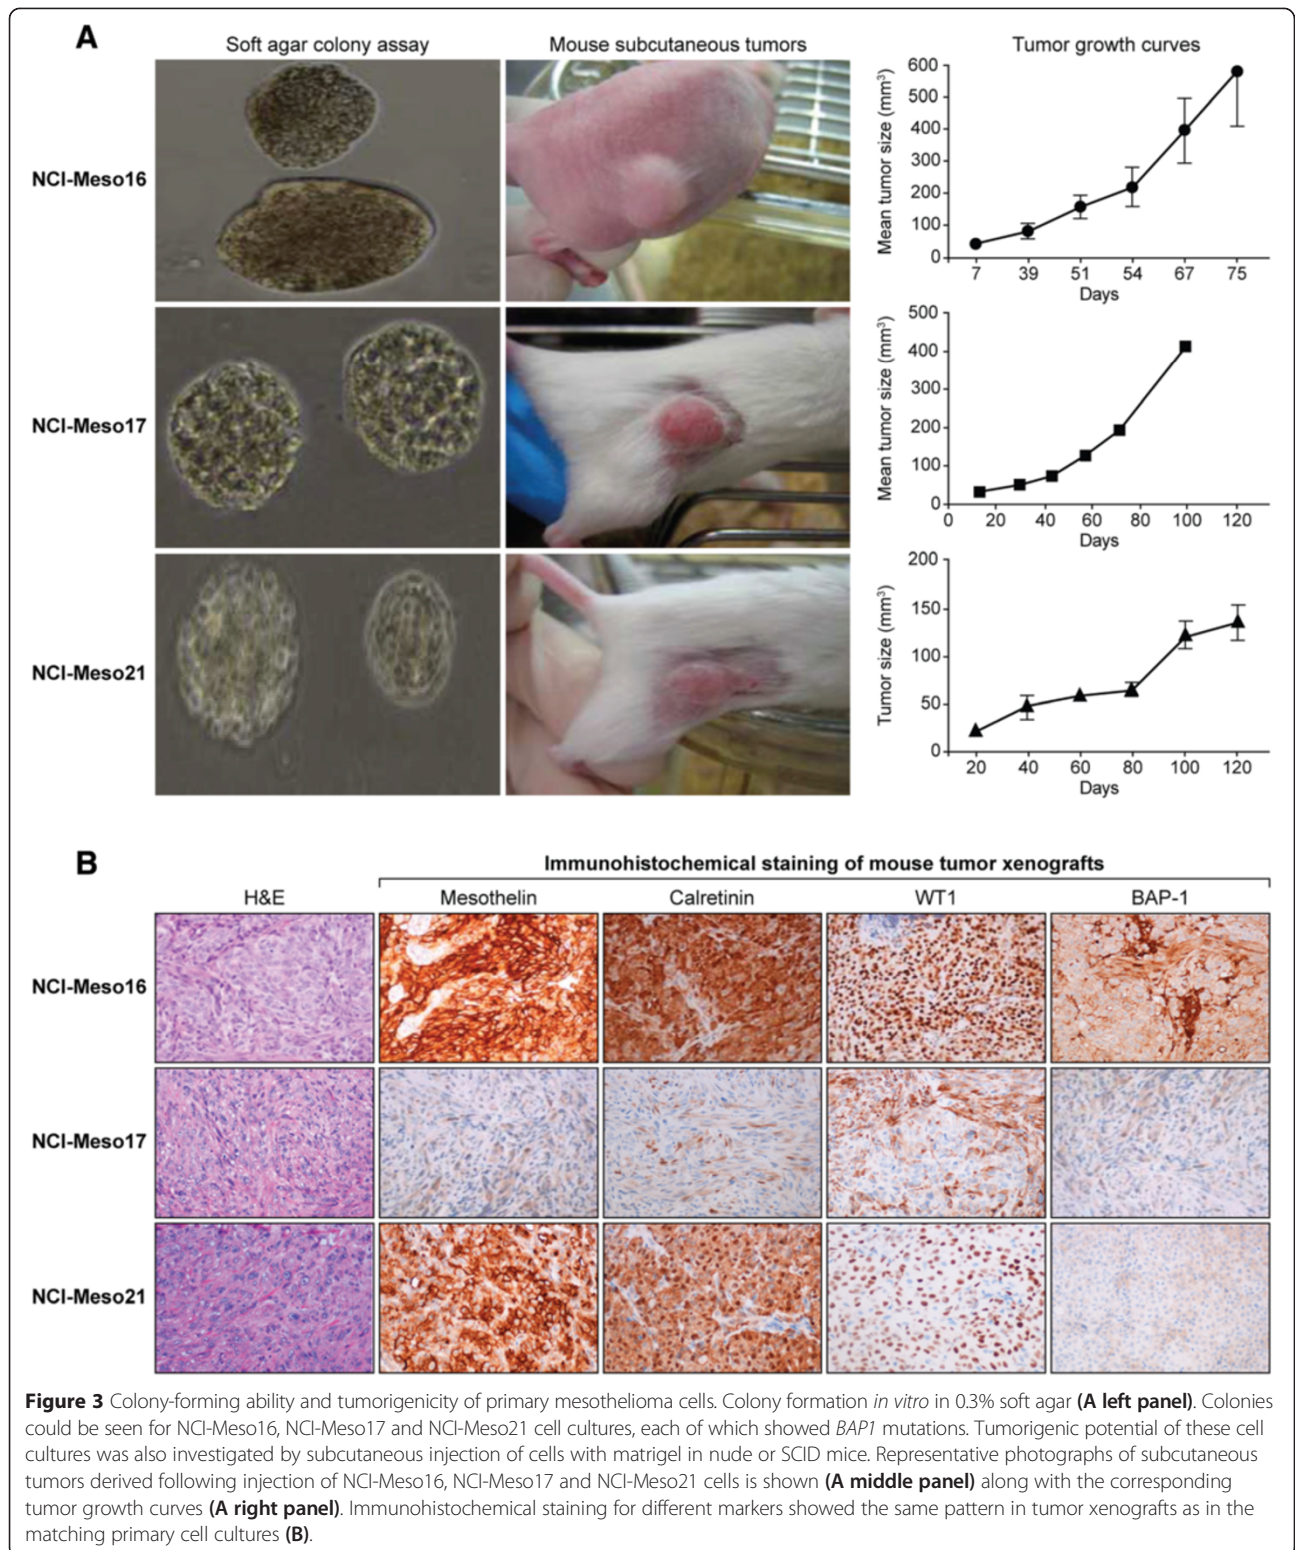 A
Soft agar colony assay
Mouse subcutaneous tumors
Tumor growth curves
NCI-Meso16
Mean tumor size (mm³)
600
500
400
300
200
100
0
7 39 51 54 67 75
Days
NCI-Meso17
Mean tumor size (mm³)
500
400
300
200
100
0
0 20 40 60 80 100 120
Days
NCI-Meso21
Tumor size (mm³)
200
150
100
50
0
20 40 60 80 100 120
Days
B
Immunohistochemical staining of mouse tumor xenografts
H&E Mesothelin Calretinin WT1 BAP-1
NCI-Meso16
NCI-Meso17
NCI-Meso21
Figure 3 Colony-forming ability and tumorigenicity of primary mesothelioma cells. Colony formation in vitro in 0.3% soft agar (A left panel). Colonies
could be seen for NCI-Meso16, NCI-Meso17 and NCI-Meso21 cell cultures, each of which showed BAP1 mutations. Tumorigenic potential of these cell
cultures was also investigated by subcutaneous injection of cells with matrigel in nude or SCID mice. Representative photographs of subcutaneous
tumors derived following injection of NCI-Meso16, NCI-Meso17 and NCI-Meso21 cells is shown (A middle panel) along with the corresponding
tumor growth curves (A right panel). Immunohistochemical staining for different markers showed the same pattern in tumor xenografts as in the
matching primary cell cultures (B).